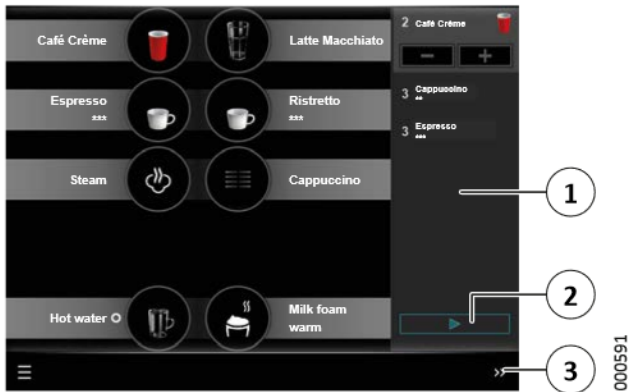 Café Crème
Latte Macchiato
2 Café Crème
− +
Espresso
***
Ristretto
***
3 Cappuccino
**
3 Espresso
***
Steam
Cappuccino
1
Hot water
Milk foam
warm
2
3
000591